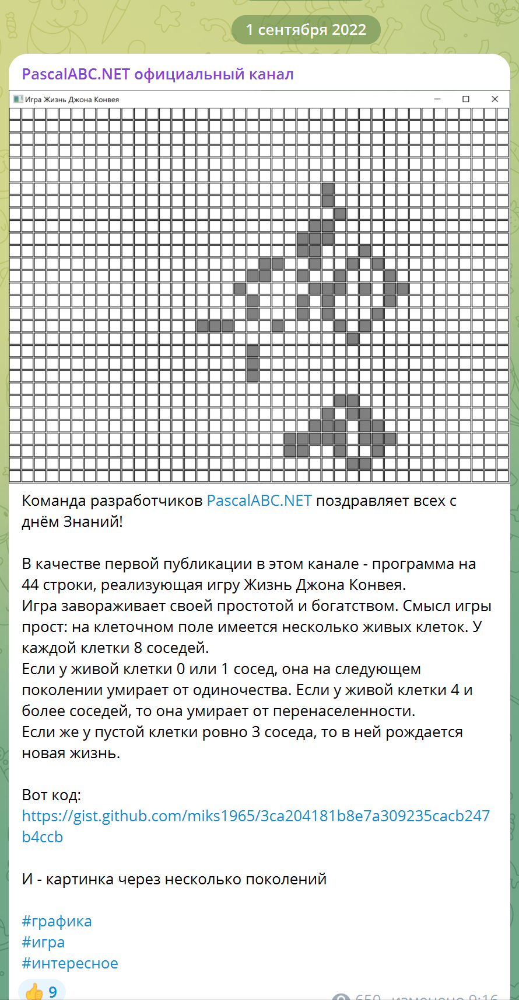 1 сентября 2022
PascalABC.NET официальный канал
Игра Жизнь Джона Конвея
Команда разработчиков PascalABC.NET поздравляет всех с
днём Знаний!
В качестве первой публикации в этом канале - программа на
44 строки, реализующая игру Жизнь Джона Конвея.
Игра завораживает своей простотой и богатством. Смысл игры
прост: на клеточном поле имеется несколько живых клеток. У
каждой клетки 8 соседей.
Если у живой клетки 0 или 1 сосед, она на следующем
поколении умирает от одиночества. Если у живой клетки 4 и
более соседей, то она умирает от перенаселенности.
Если же у пустой клетки ровно 3 соседа, то в ней рождается
новая жизнь.
Вот код:
https://gist.github.com/miks1965/3ca204181b8e7a309235cacb247
b4ccb
И - картинка через несколько поколений
#графика
#игра
#интересное
👍 9
650 изменено 9:16